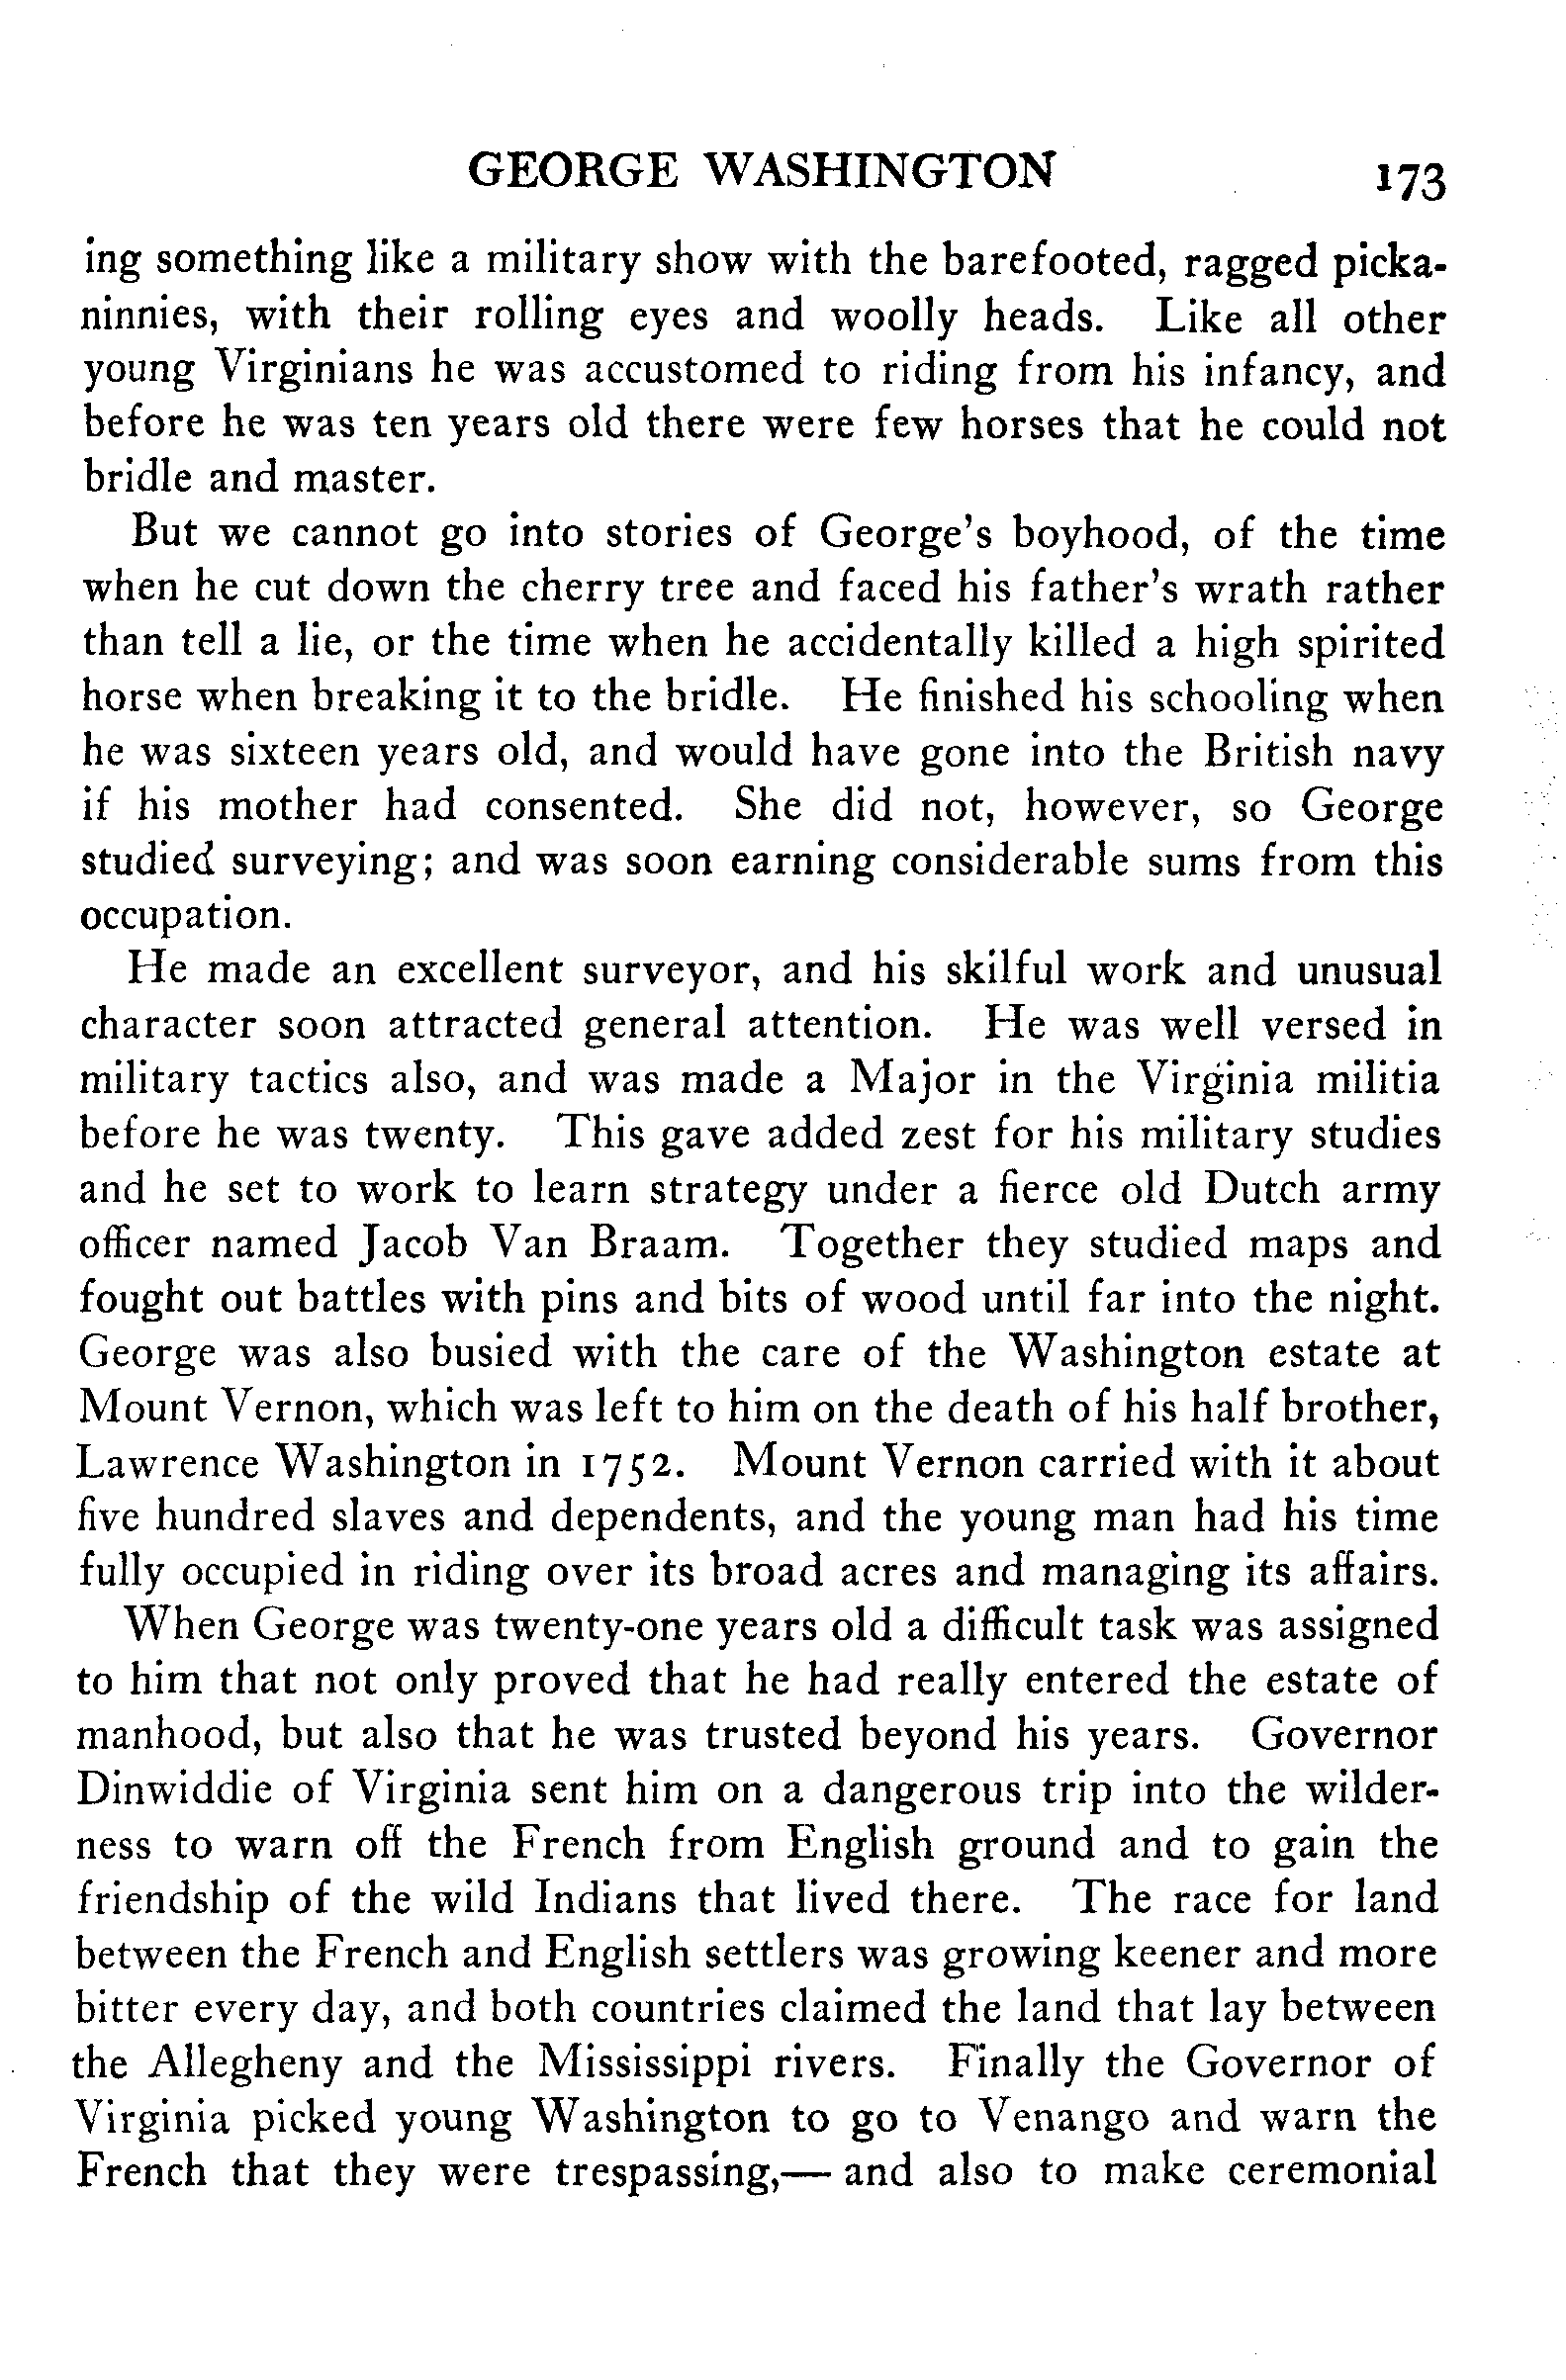 GEORGE WASHINGTON 173
ing something like a military show with the barefooted, ragged picka-
ninnies, with their rolling eyes and woolly heads. Like all other
young Virginians he was accustomed to riding from his infancy, and
before he was ten years old there were few horses that he could not
bridle and master.
But we cannot go into stories of George's boyhood, of the time
when he cut down the cherry tree and faced his father's wrath rather
than tell a lie, or the time when he accidentally killed a high spirited
horse when breaking it to the bridle. He finished his schooling when
he was sixteen years old, and would have gone into the British navy
if his mother had consented. She did not, however, so George
studied surveying; and was soon earning considerable sums from this
occupation.
He made an excellent surveyor, and his skilful work and unusual
character soon attracted general attention. He was well versed in
military tactics also, and was made a Major in the Virginia militia
before he was twenty. This gave added zest for his military studies
and he set to work to learn strategy under a fierce old Dutch army
officer named Jacob Van Braam. Together they studied maps and
fought out battles with pins and bits of wood until far into the night.
George was also busied with the care of the Washington estate at
Mount Vernon, which was left to him on the death of his half brother,
Lawrence Washington in 1752. Mount Vernon carried with it about
five hundred slaves and dependents, and the young man had his time
fully occupied in riding over its broad acres and managing its affairs.
When George was twenty-one years old a difficult task was assigned
to him that not only proved that he had really entered the estate of
manhood, but also that he was trusted beyond his years. Governor
Dinwiddie of Virginia sent him on a dangerous trip into the wilder-
ness to warn off the French from English ground and to gain the
friendship of the wild Indians that lived there. The race for land
between the French and English settlers was growing keener and more
bitter every day, and both countries claimed the land that lay between
the Allegheny and the Mississippi rivers. Finally the Governor of
Virginia picked young Washington to go to Venango and warn the
French that they were trespassing,— and also to make ceremonial